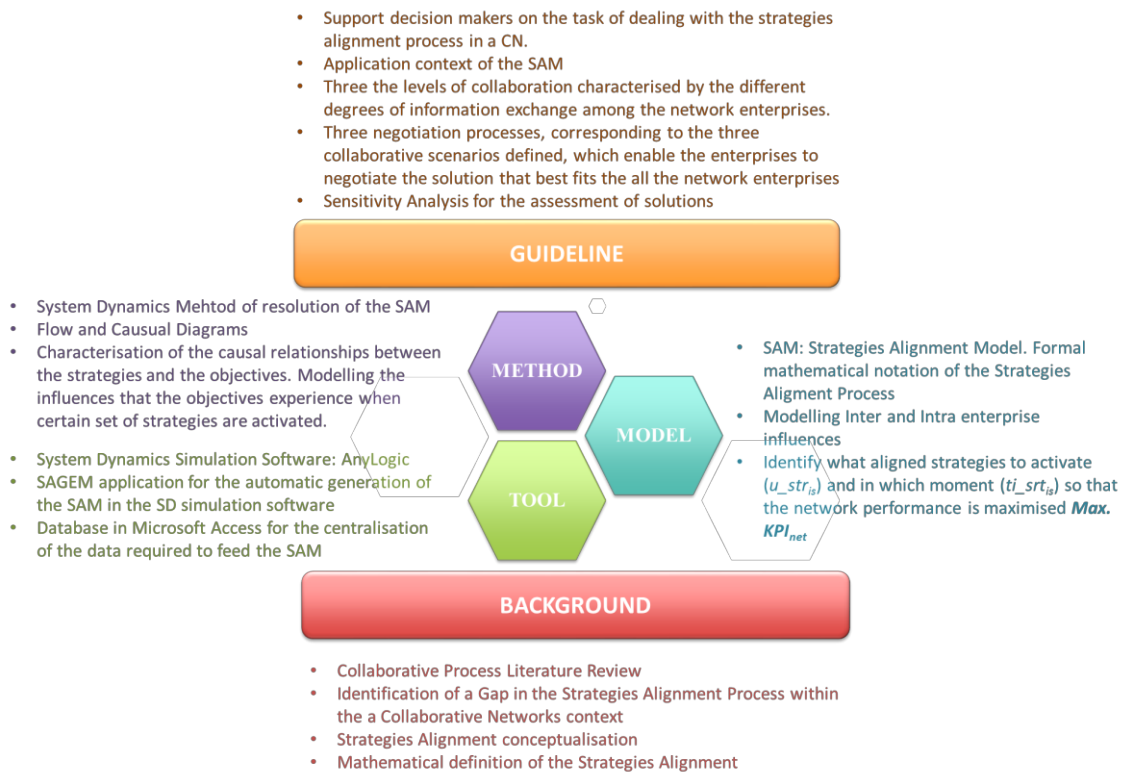 • Support decision makers on the task of dealing with the strategies
alignment process in a CN.
• Application context of the SAM
• Three the levels of collaboration characterised by the different
degrees of information exchange among the network enterprises.
• Three negotiation processes, corresponding to the three
collaborative scenarios defined, which enable the enterprises to
negotiate the solution that best fits the all the network enterprises
• Sensitivity Analysis for the assessment of solutions
GUIDELINE
• System Dynamics Mehtod of resolution of the SAM
• Flow and Causual Diagrams
• Characterisation of the causal relationships between
the strategies and the objectives. Modelling the
influences that the objectives experience when
certain set of strategies are activated.
• System Dynamics Simulation Software: AnyLogic
• SAGEM application for the automatic generation of
the SAM in the SD simulation software
• Database in Microsoft Access for the centralisation
of the data required to feed the SAM
METHOD
MODEL
TOOL
• SAM: Strategies Alignment Model. Formal
mathematical notation of the Strategies
Aligment Process
• Modelling Inter and Intra enterprise
influences
• Identify what aligned strategies to activate
(u_str_is) and in which moment (ti_srt_is) so that
the network performance is maximised Max.
KPI_net
BACKGROUND
• Collaborative Process Literature Review
• Identification of a Gap in the Strategies Alignment Process within
the a Collaborative Networks context
• Strategies Alignment conceptualisation
• Mathematical definition of the Strategies Alignment